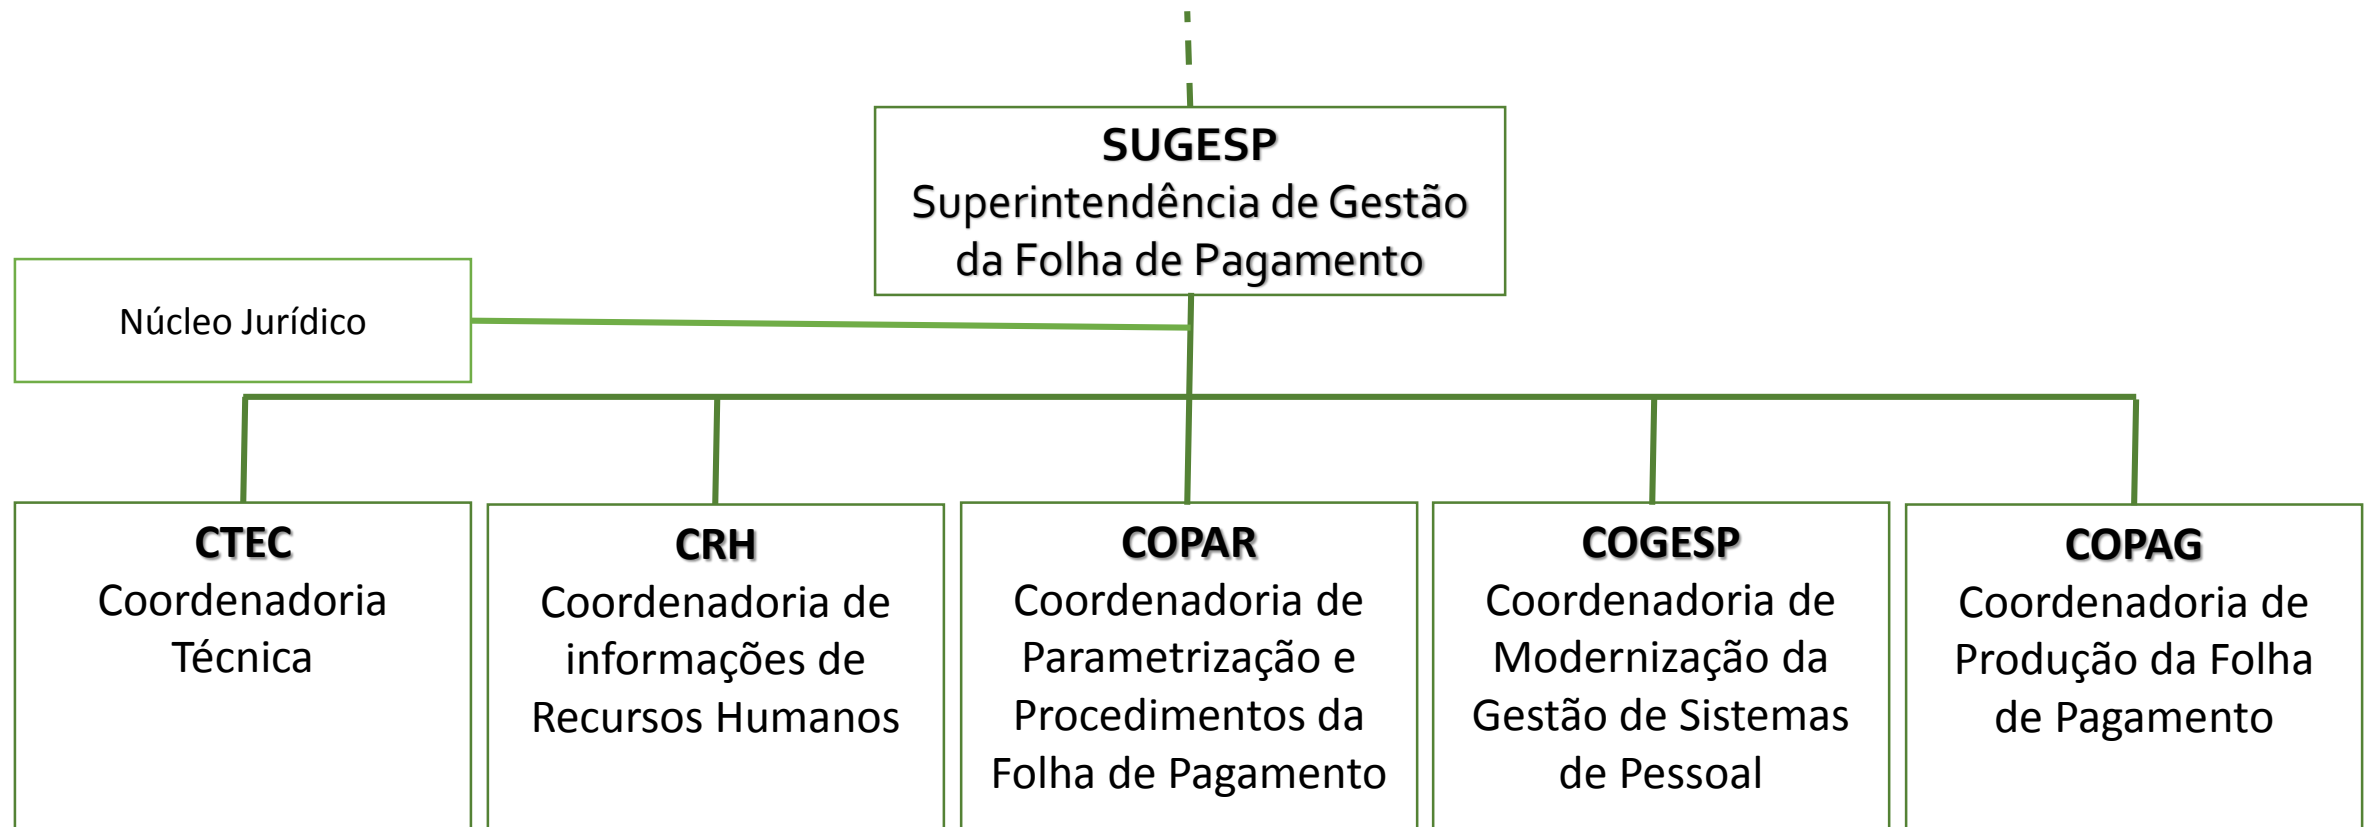 SUGESP
Superintendência de Gestão
da Folha de Pagamento
Núcleo Jurídico
CTEC
Coordenadoria
Técnica
CRH
Coordenadoria de
informações de
Recursos Humanos
COPAR
Coordenadoria de
Parametrização e
Procedimentos da
Folha de Pagamento
COGESP
Coordenadoria de
Modernização da
Gestão de Sistemas
de Pessoal
COPAG
Coordenadoria de
Produção da Folha
de Pagamento